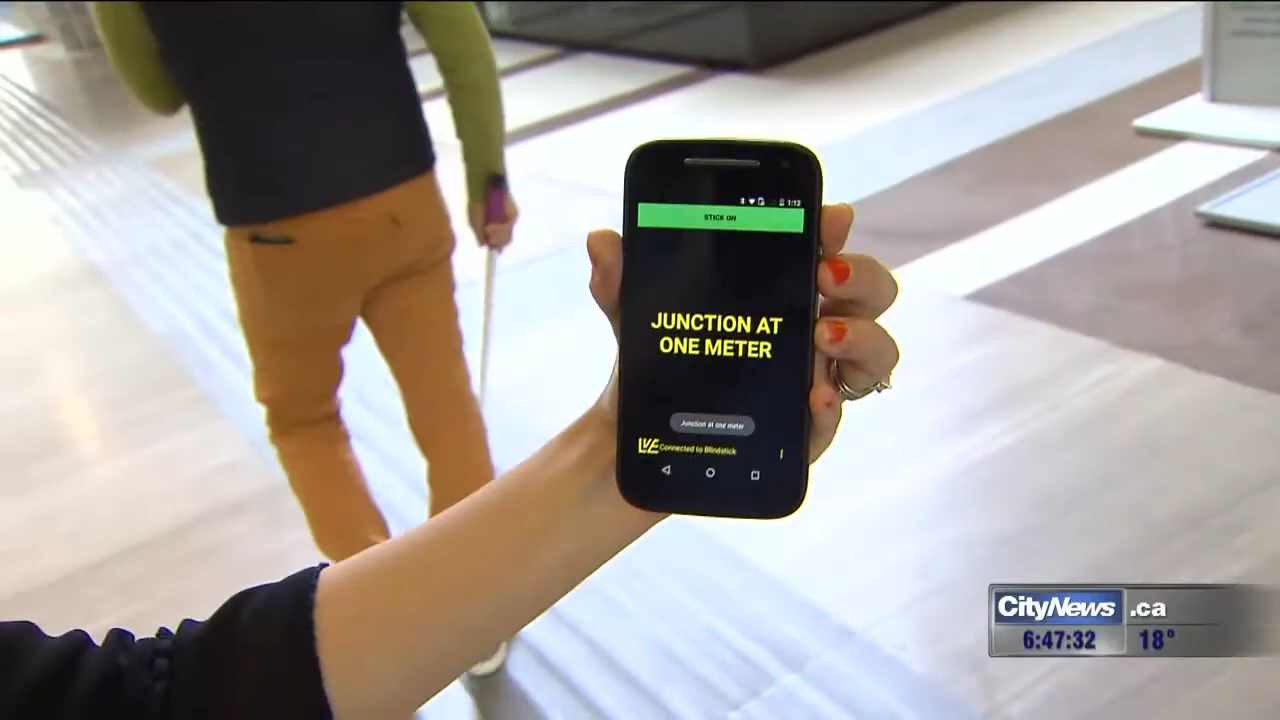 1:12
STICK ON
JUNCTION AT
ONE METER
Junction at one meter
LVE Connected to Blindstick
CityNews .ca
6:47:32 18°